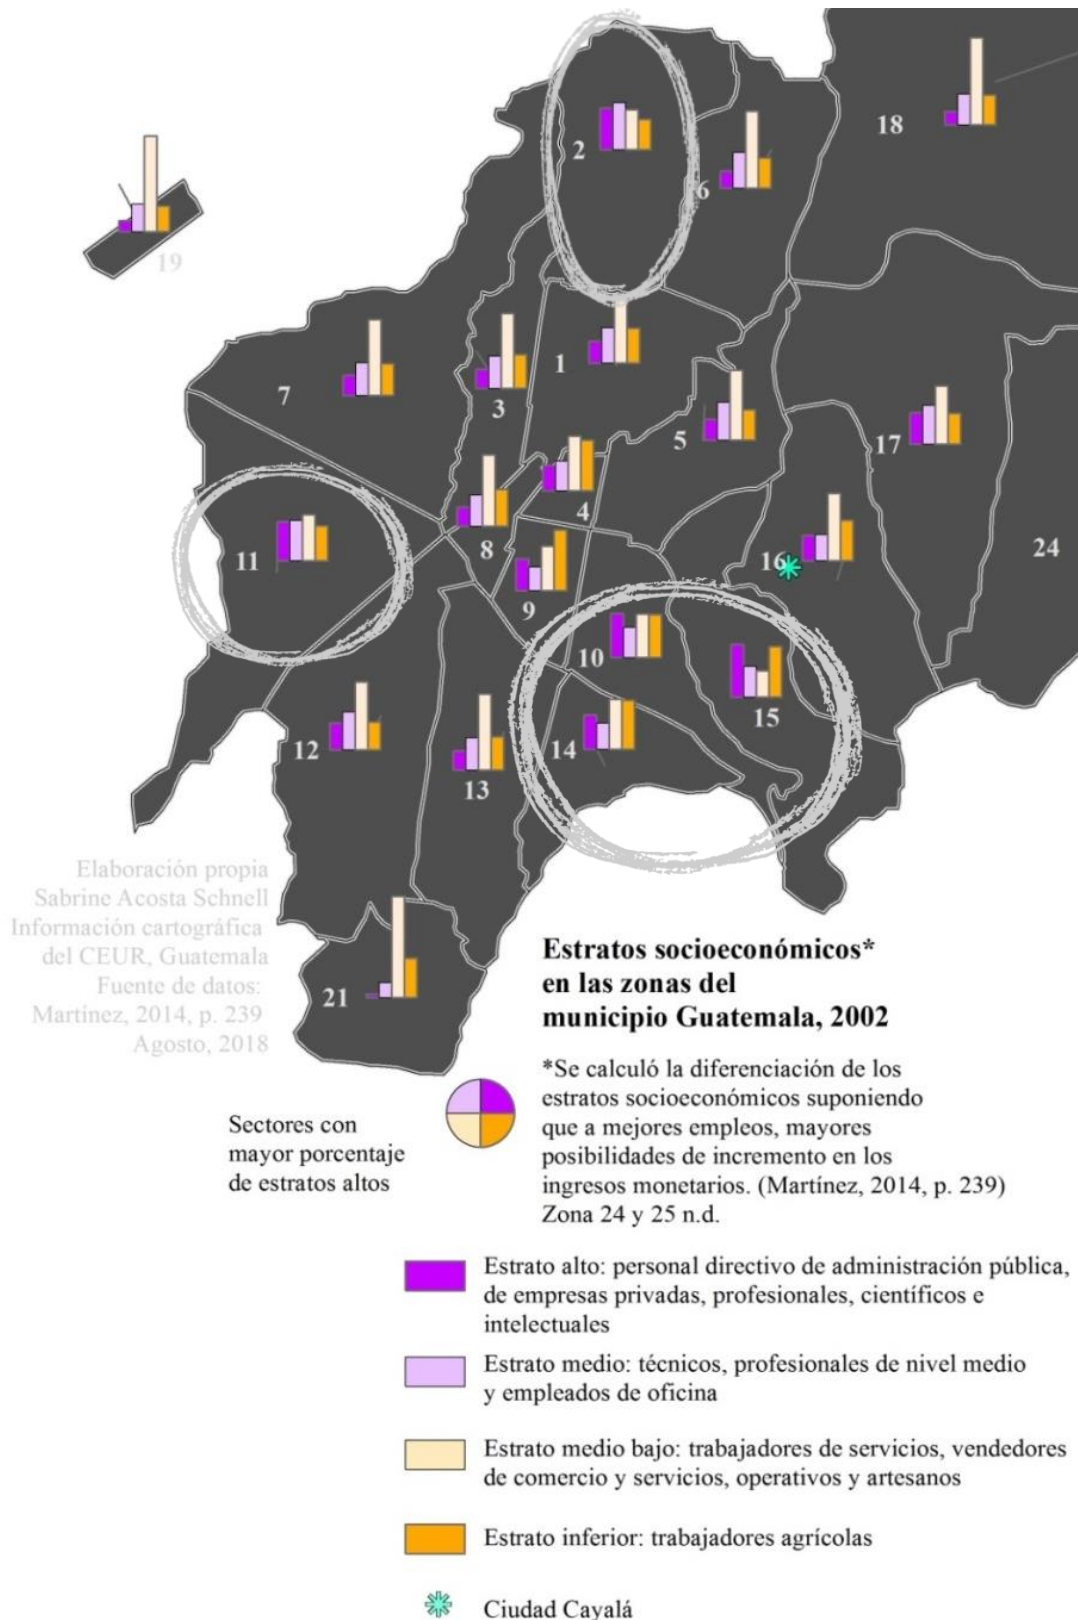 18
2
6
19
1
7
3
5
17
4
11
8
16
24
9
10
15
14
12
13
Elaboración propia
Sabrine Acosta Schnell
Información cartográfica
del CEUR, Guatemala
Fuente de datos:
Martínez, 2014, p. 239
Agosto, 2018
21
Estratos socioeconómicos*
en las zonas del
municipio Guatemala, 2002
*Se calculó la diferenciación de los
estratos socioeconómicos suponiendo
que a mejores empleos, mayores
posibilidades de incremento en los
ingresos monetarios. (Martínez, 2014, p. 239)
Zona 24 y 25 n.d.
Sectores con
mayor porcentaje
de estratos altos
Estrato alto: personal directivo de administración pública,
de empresas privadas, profesionales, científicos e
intelectuales
Estrato medio: técnicos, profesionales de nivel medio
y empleados de oficina
Estrato medio bajo: trabajadores de servicios, vendedores
de comercio y servicios, operativos y artesanos
Estrato inferior: trabajadores agrícolas
Ciudad Cayalá